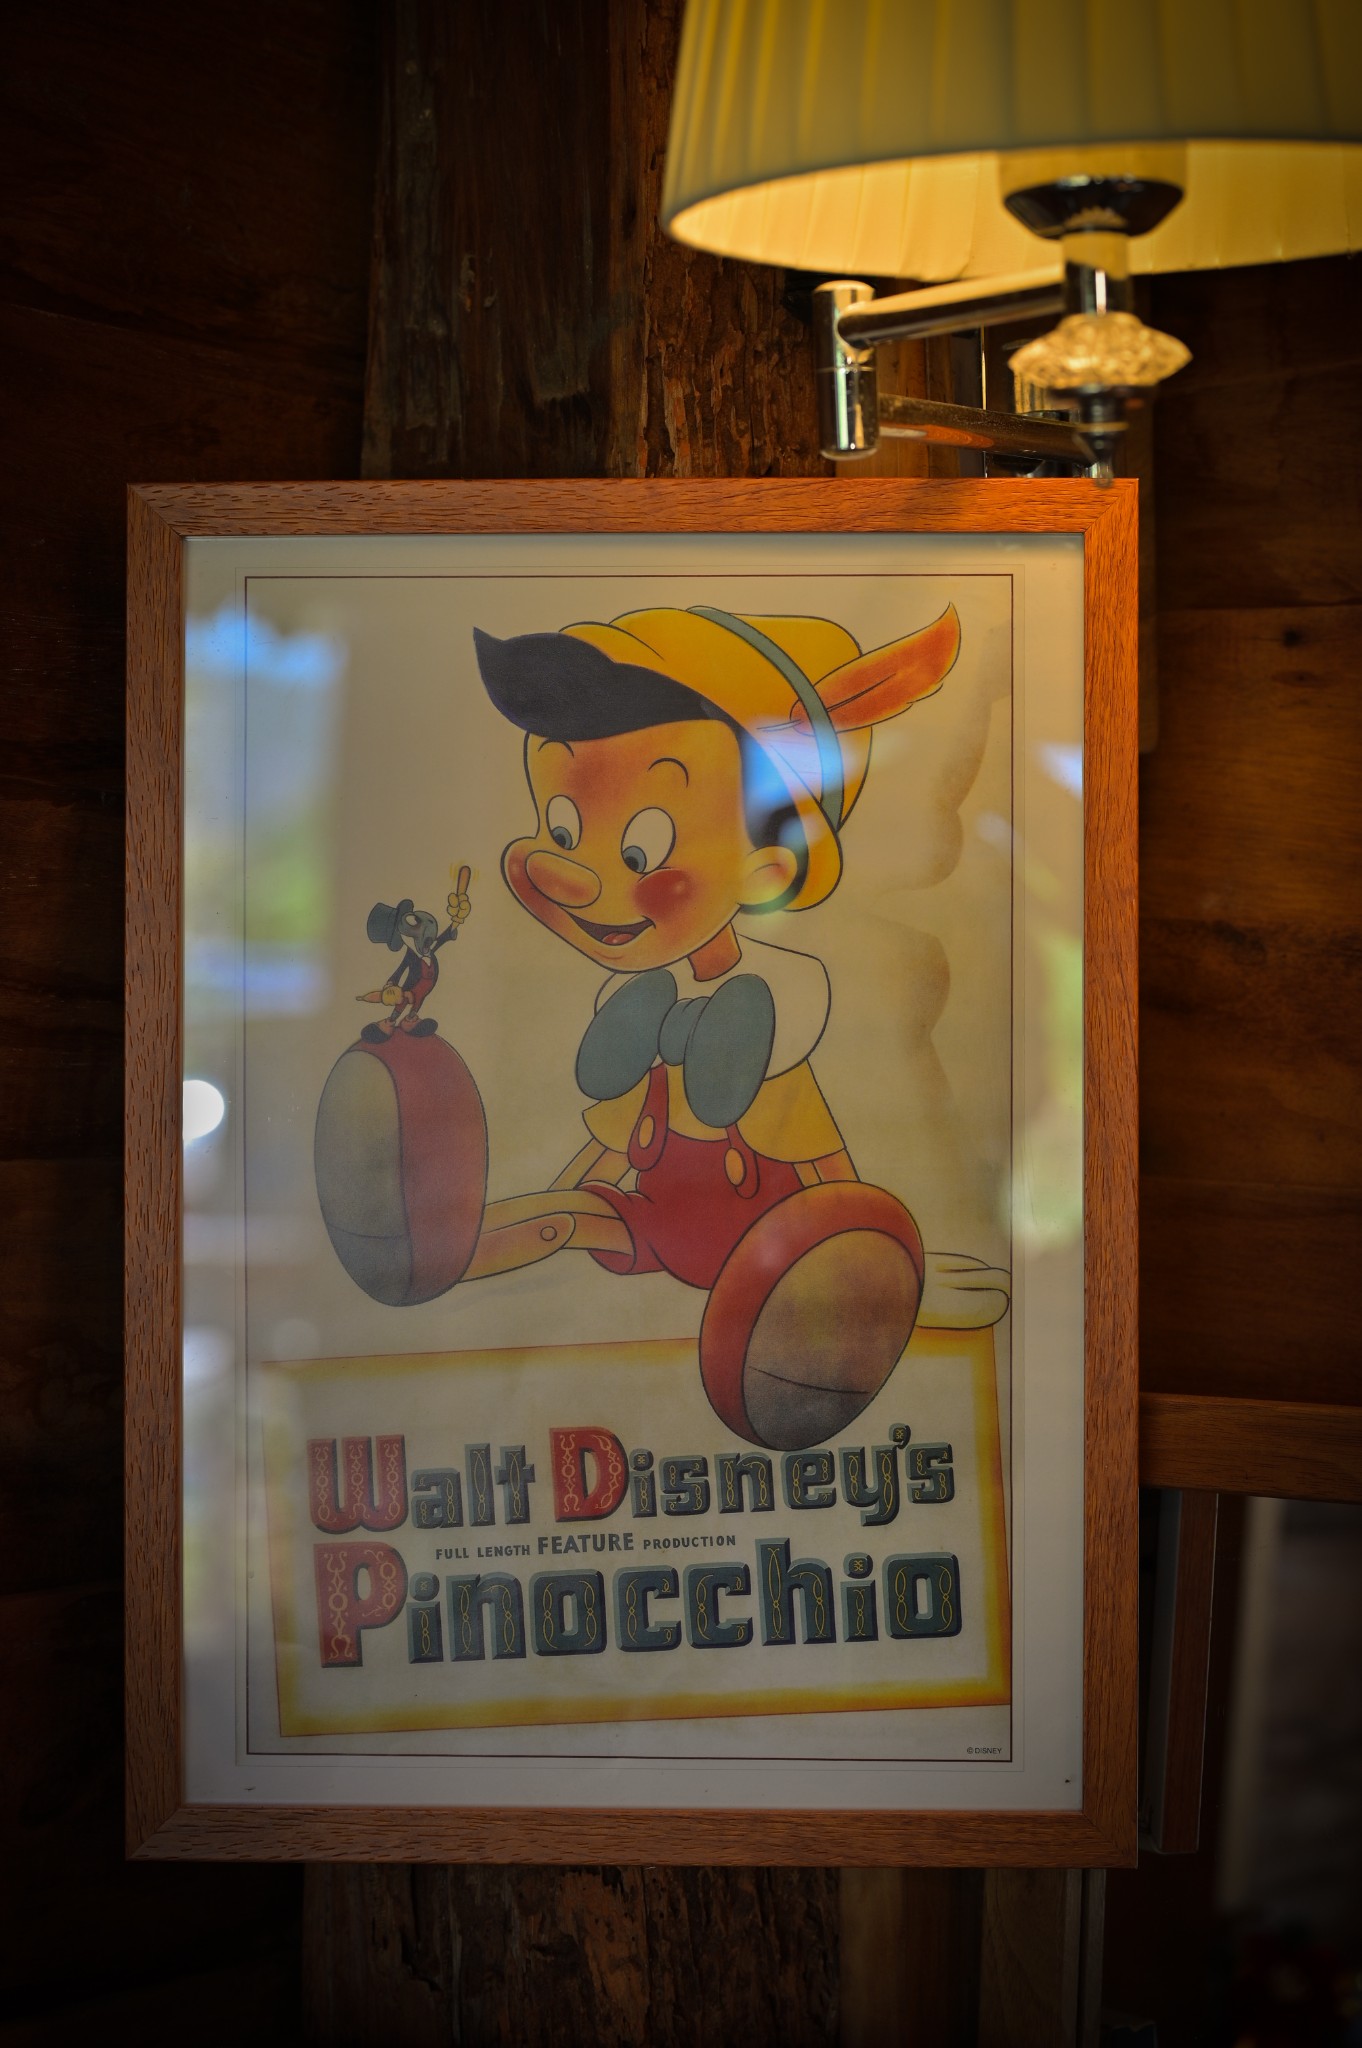 Walt Disney's
FULL LENGTH FEATURE PRODUCTION
Pinocchio
© DISNEY